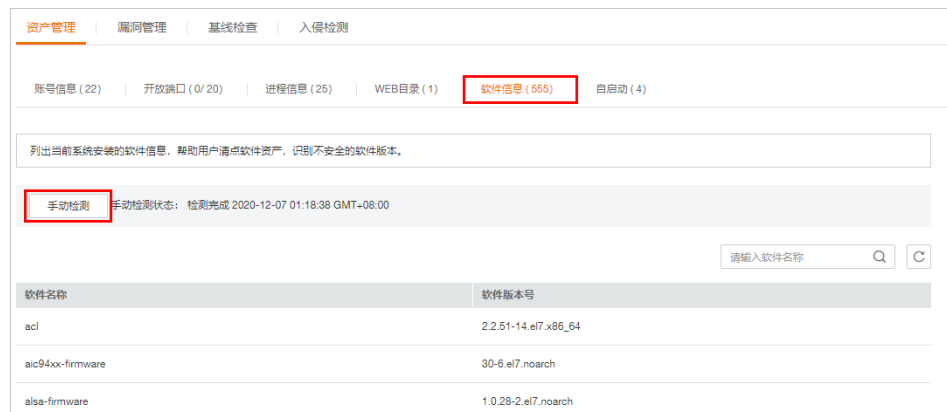 资产管理 漏洞管理 基线检查 入侵检测
账号信息(22) 开放端口(0/20) 进程信息(25) WEB目录(1) 软件信息(555) 自启动(4)
列出当前系统安装的软件信息，帮助用户清点软件资产，识别不安全的软件版本。
手动检测 手动检测状态： 检测完成 2020-12-07 01:18:38 GMT+08:00
请输入软件名称
软件名称 软件版本号
acl 2.2.51-14.el7.x86_64
aic94xx-firmware 30-6.el7.noarch
alsa-firmware 1.0.28-2.el7.noarch